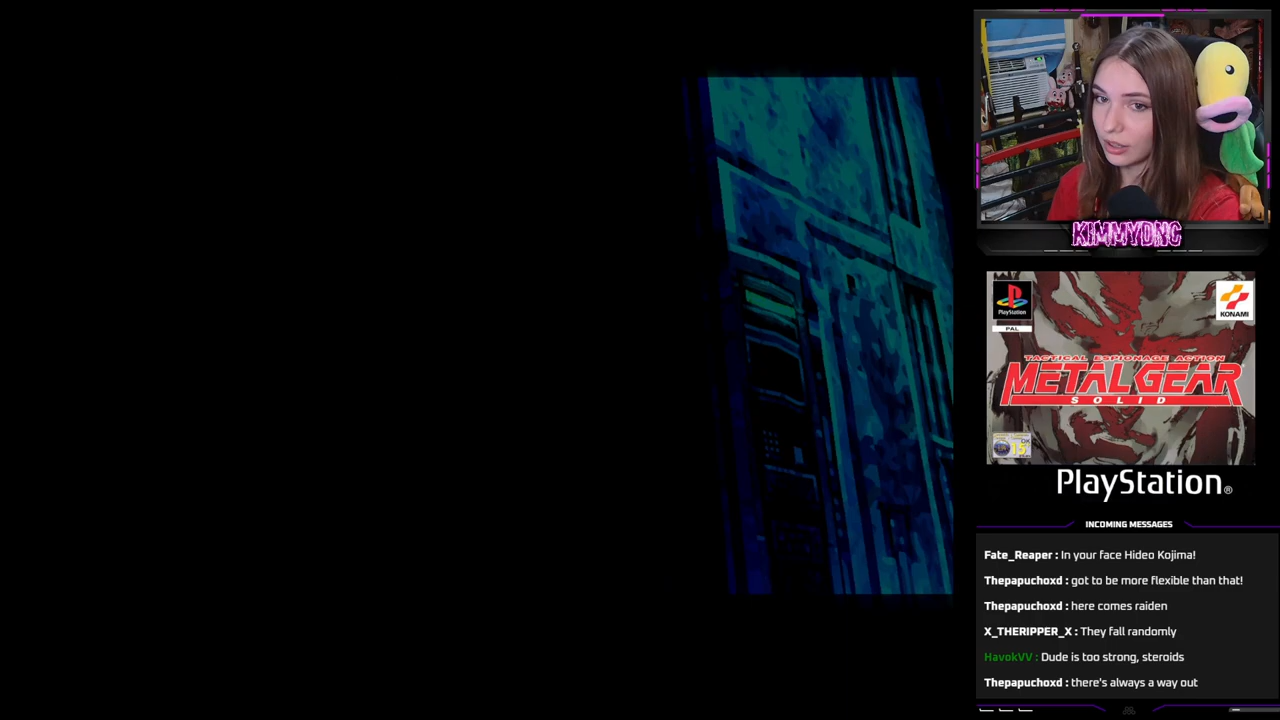 KIMMYDNC
PlayStation
PAL
KONAMI
TACTICAL ESPIONAGE ACTION
METAL GEAR
SOLID
15
PlayStation®
INCOMING MESSAGES
Fate_Reaper : In your face Hideo Kojima!
Thepapuchoxd : got to be more flexible than that!
Thepapuchoxd : here comes raiden
X_THERIPPER_X : They fall randomly
HavokVV : Dude is too strong, steroids
Thepapuchoxd : there's always a way out